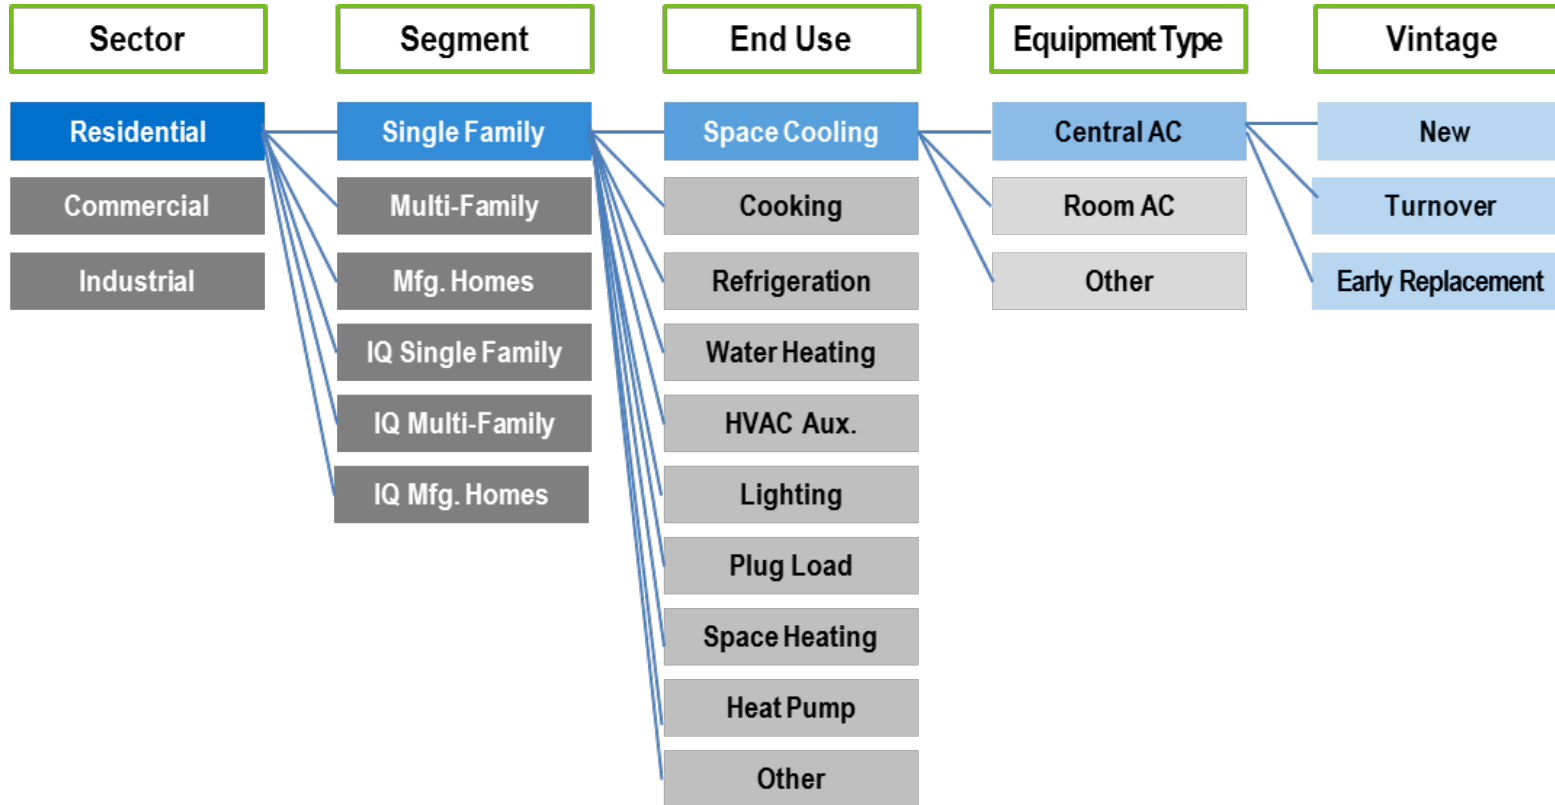 Sector
Segment
End Use
Equipment Type
Vintage
Residential
Single Family
Space Cooling
Central AC
New
Commercial
Multi-Family
Cooking
Room AC
Turnover
Industrial
Mfg. Homes
Refrigeration
Other
Early Replacement
IQ Single Family
Water Heating
IQ Multi-Family
HVAC Aux.
IQ Mfg. Homes
Lighting
Plug Load
Space Heating
Heat Pump
Other